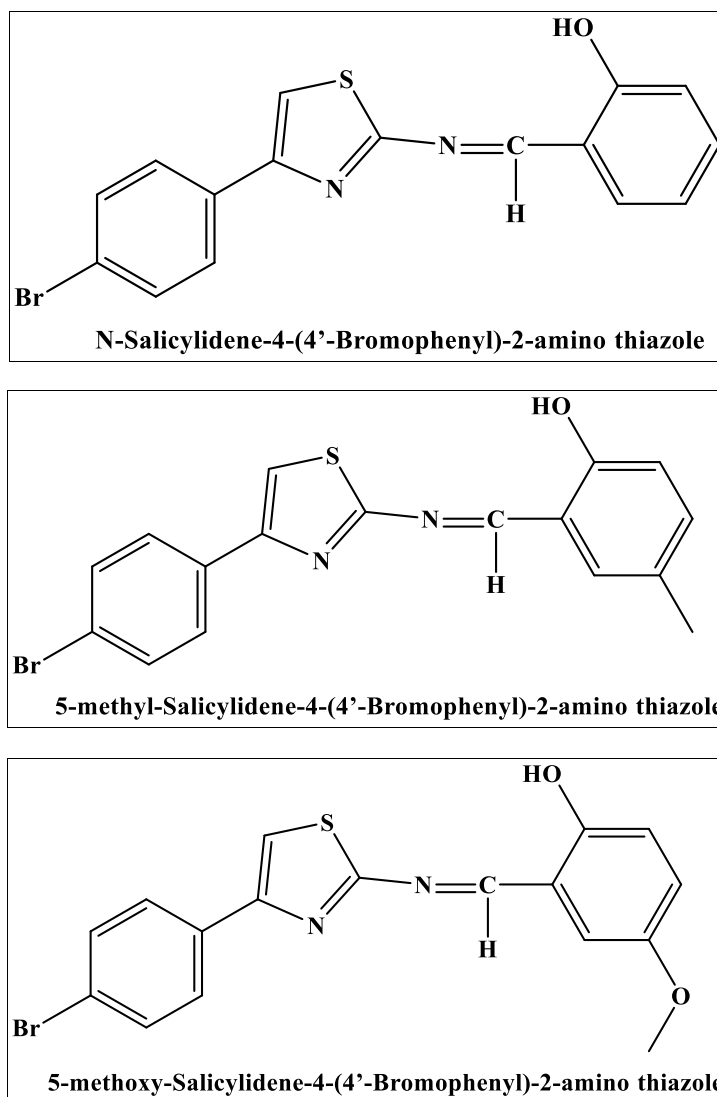 HO
S
N
C
N
H
Br
N-Salicylidene-4-(4’-Bromophenyl)-2-amino thiazole
HO
S
N
C
N
H
Br
5-methyl-Salicylidene-4-(4’-Bromophenyl)-2-amino thiazole
HO
S
N
C
N
H
O
Br
5-methoxy-Salicylidene-4-(4’-Bromophenyl)-2-amino thiazole